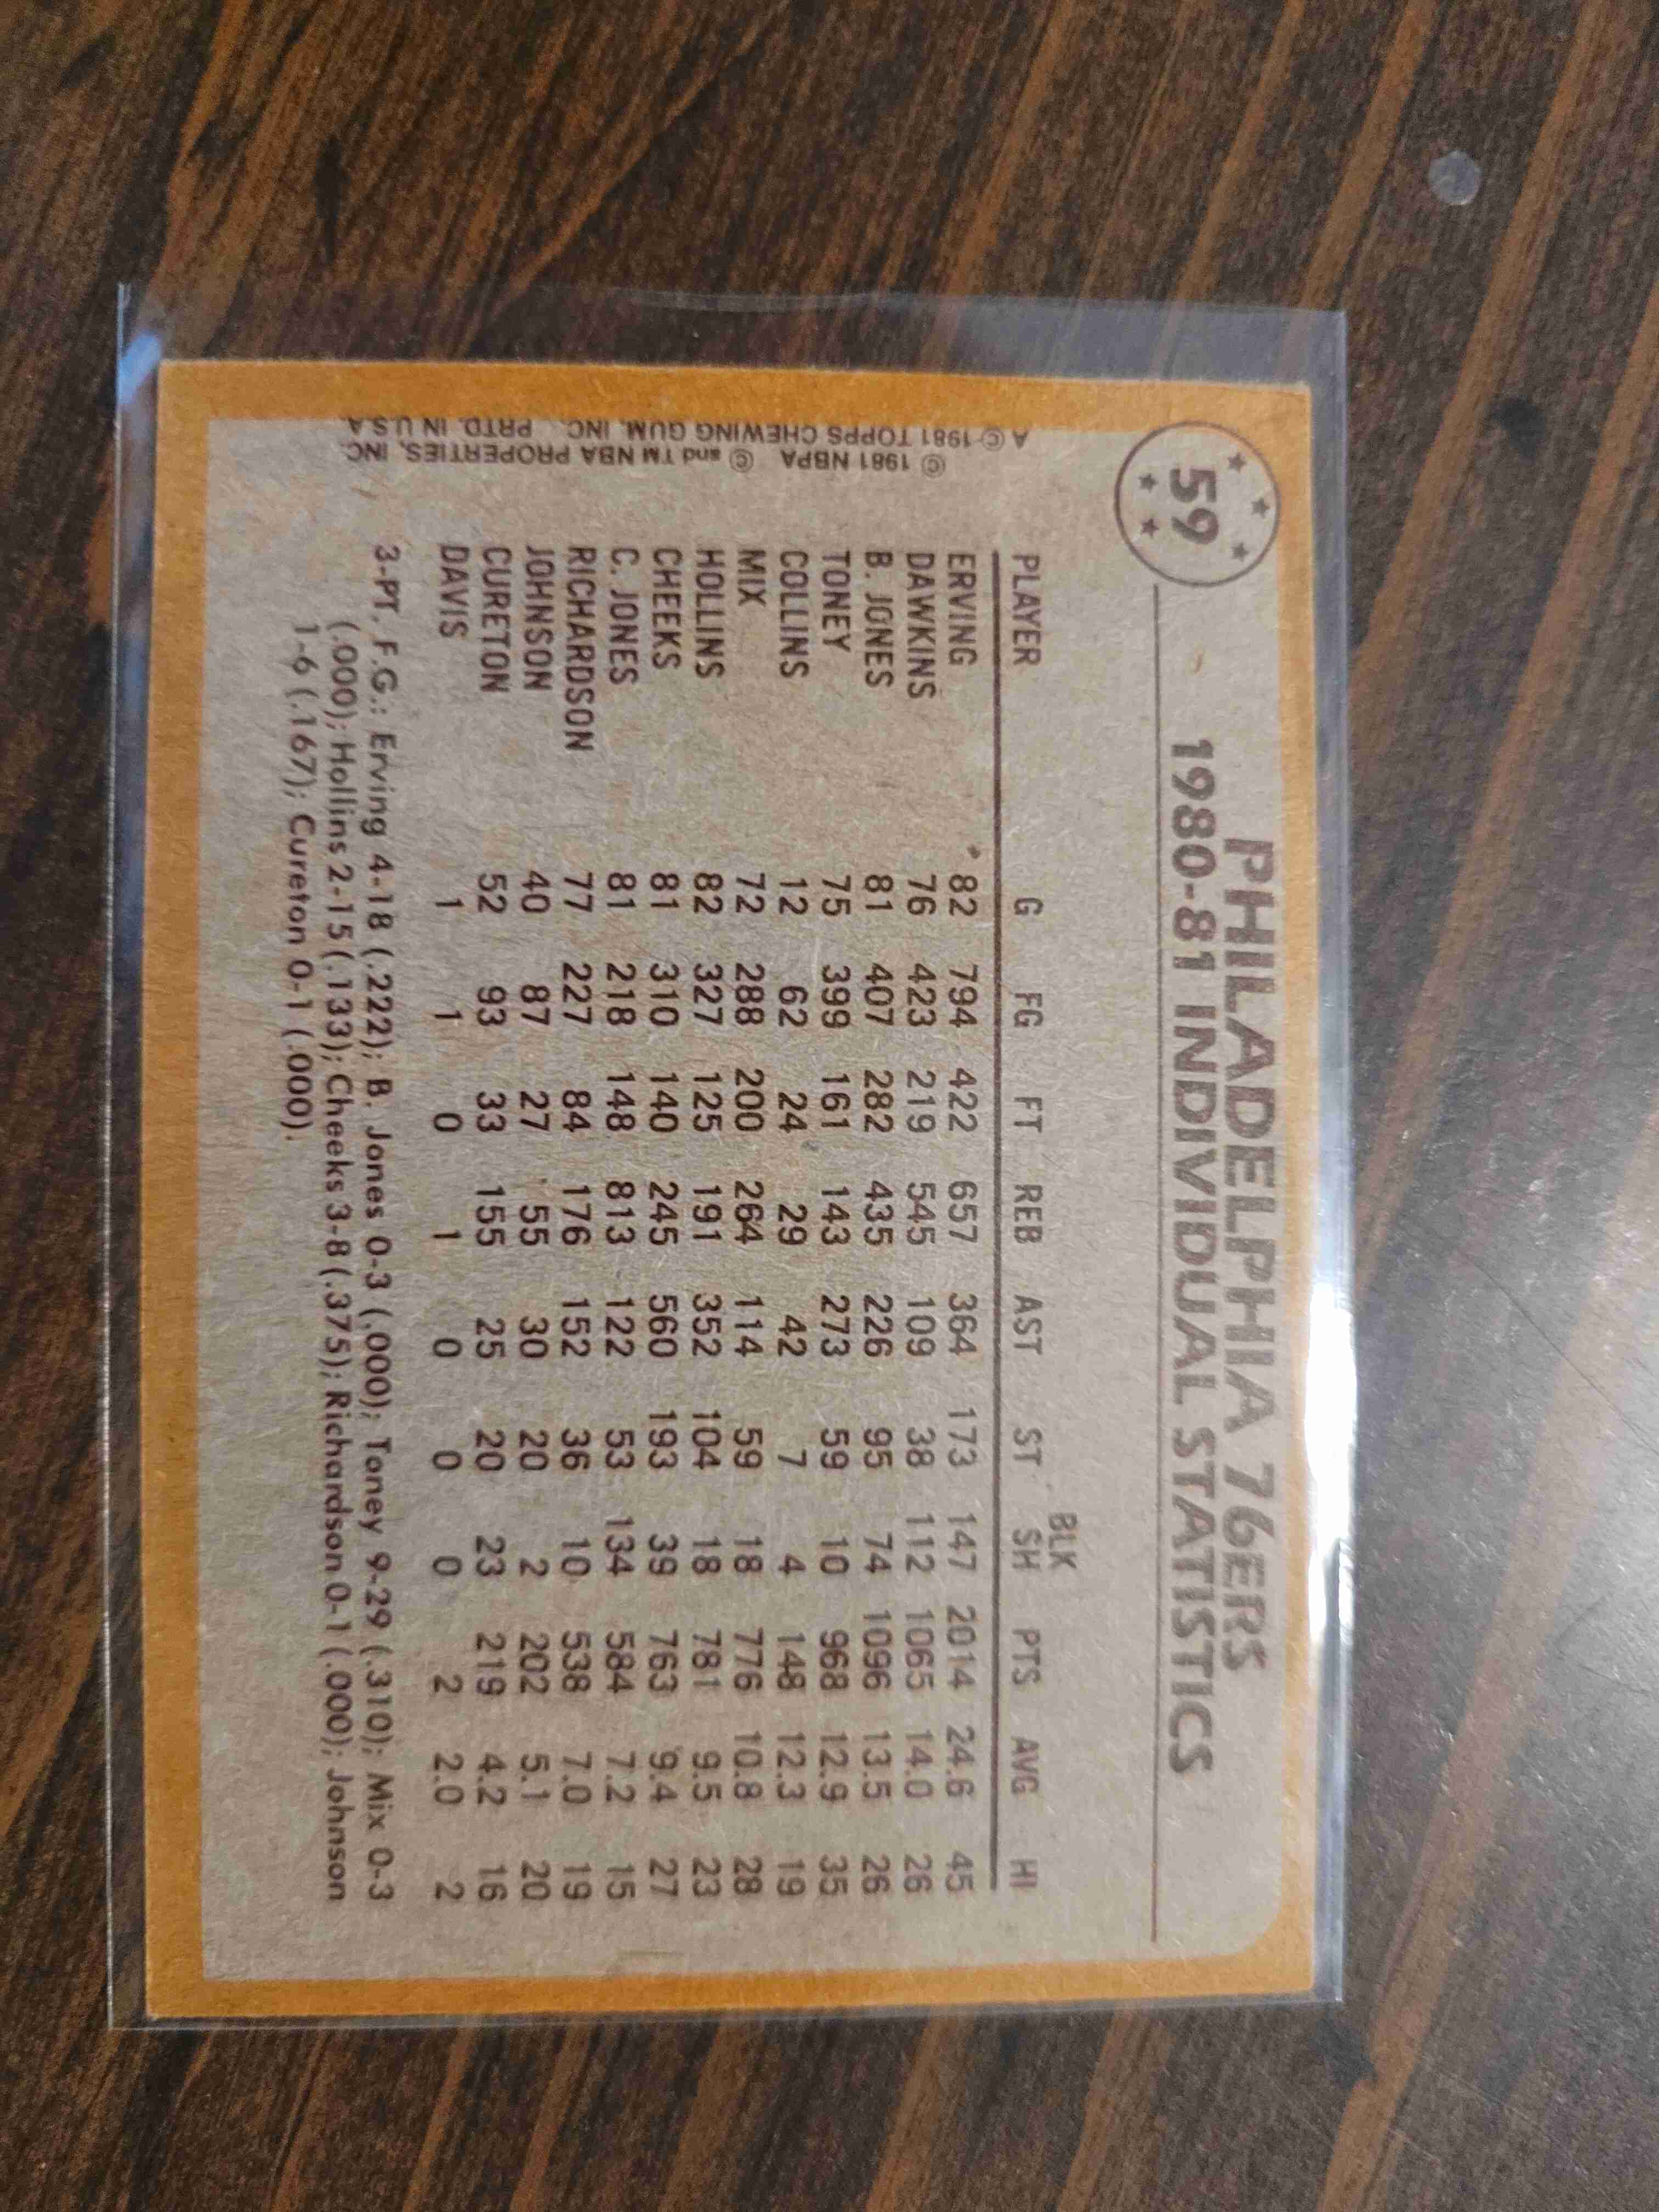 59
PHILADELPHIA 76ERS
1980-81 INDIVIDUAL STATISTICS
BLK
PLAYER G FG FT REB AST ST SH PTS AVG HI
ERVING 82 794 422 657 364 173 147 2014 24.6 45
DAWKINS 76 423 219 545 109 38 112 1065 14.0 26
B. JONES 81 407 282 435 226 95 74 1096 13.5 26
TONEY 75 399 161 143 273 59 10 968 12.9 35
COLLINS 12 62 24 29 42 7 4 148 12.3 19
MIX 72 288 200 264 114 59 18 776 10.8 28
HOLLINS 82 327 125 191 352 104 18 781 9.5 23
CHEEKS 81 310 140 245 560 193 39 763 9.4 27
C. JONES 81 218 148 813 122 53 134 584 7.2 15
RICHARDSON 77 227 84 176 152 36 10 538 7.0 19
JOHNSON 40 87 27 55 30 20 2 202 5.1 20
CURETON 52 93 33 155 25 20 23 219 4.2 16
DAVIS 1 1 0 1 0 0 0 2 2.0 2
3-PT. F.G.: Erving 4-18 (.222); B. Jones 0-3 (.000); Toney 9-29 (.310); Mix 0-3
(.000); Hollins 2-15 (.133); Cheeks 3-8 (.375); Richardson 0-1 (.000); Johnson
1-6 (.167); Cureton 0-1 (.000).
© 1981 NBPA © and TM NBA PROPERTIES, INC.
A © 1981 TOPPS CHEWING GUM, INC. PRTD. IN U.S.A.